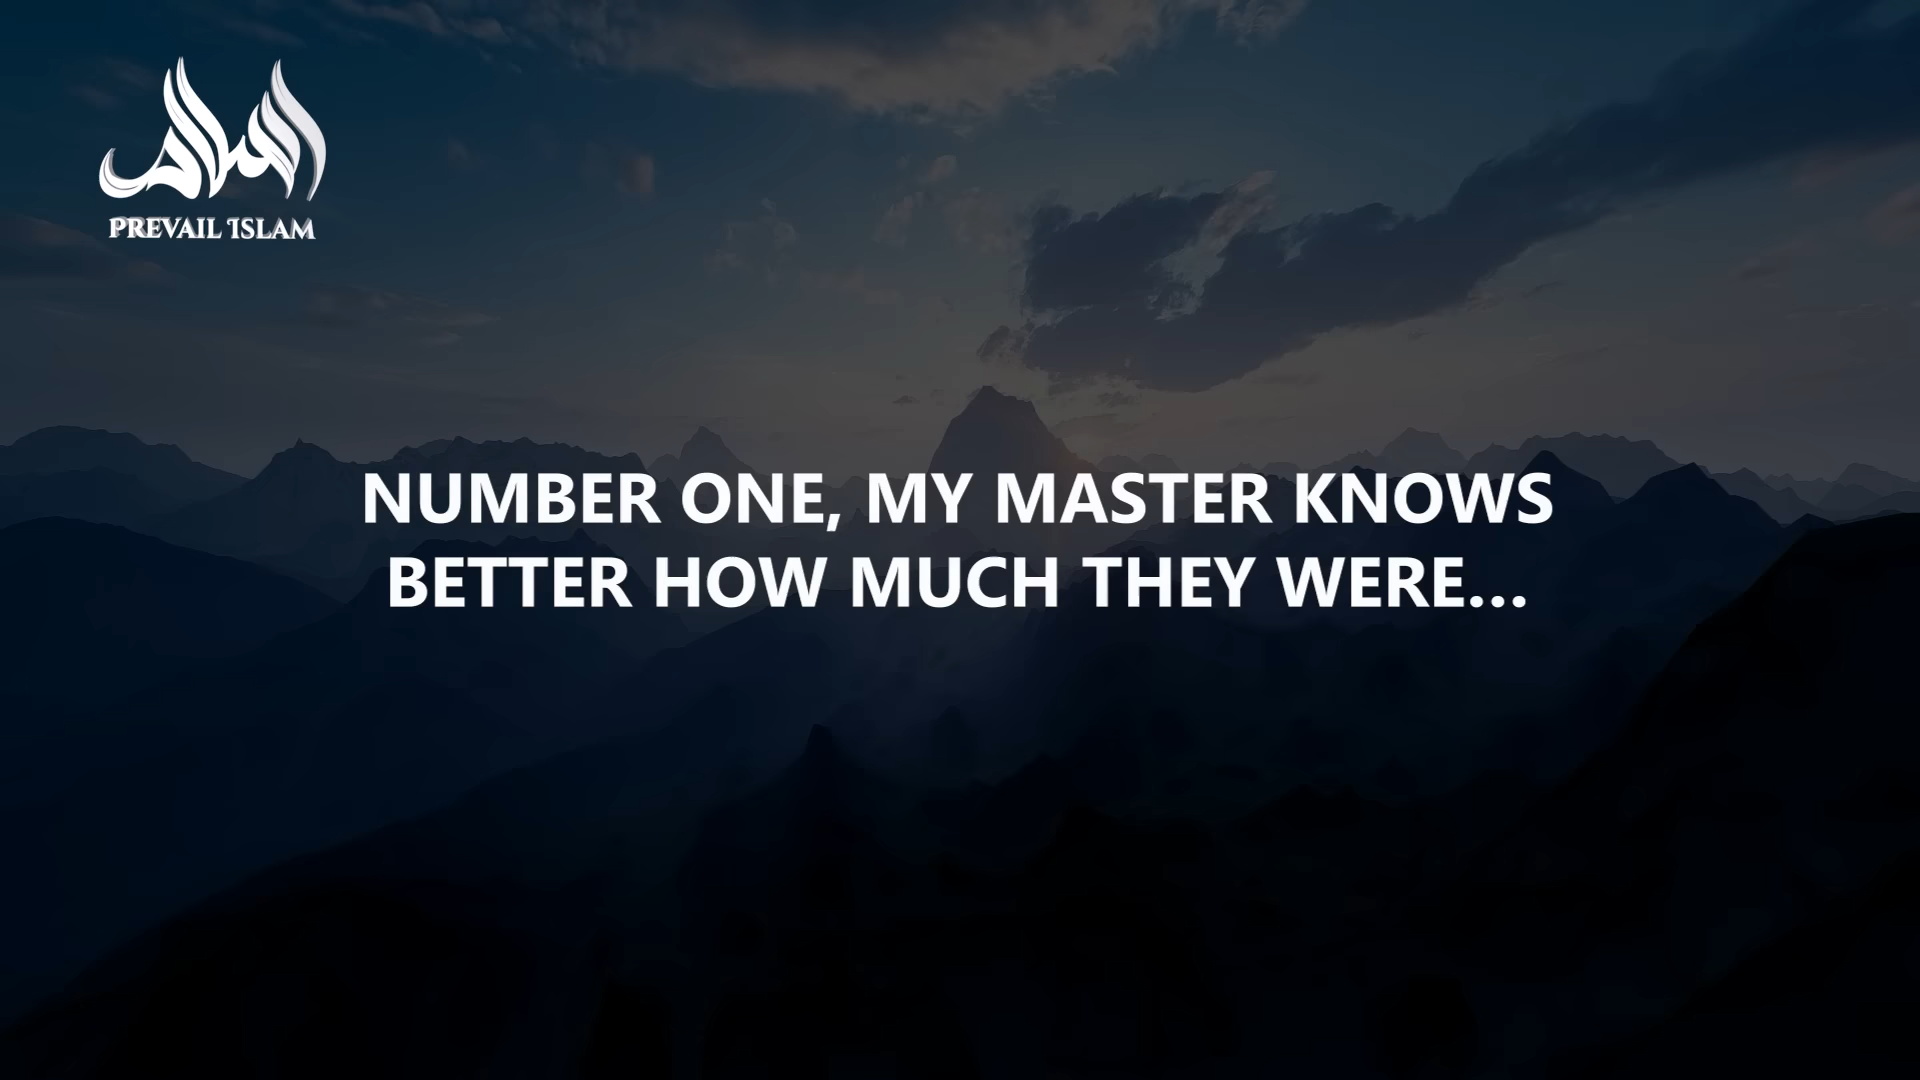 PREVAIL ISLAM
NUMBER ONE, MY MASTER KNOWS
BETTER HOW MUCH THEY WERE...